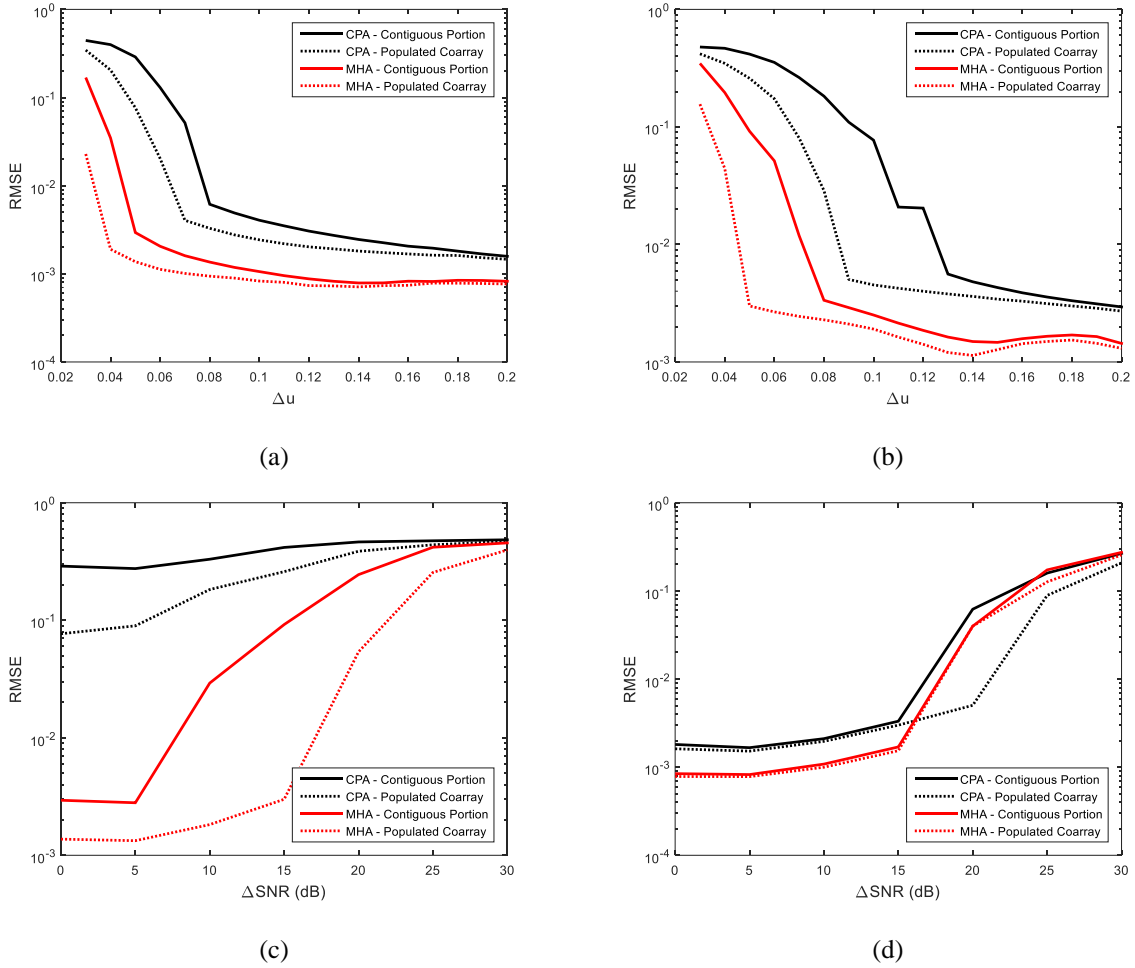 10^0
10^-1
10^-2
10^-3
10^-4
RMSE
0.02 0.04 0.06 0.08 0.1 0.12 0.14 0.16 0.18 0.2
Δu
CPA - Contiguous Portion
CPA - Populated Coarray
MHA - Contiguous Portion
MHA - Populated Coarray
(a)
10^0
10^-1
10^-2
10^-3
RMSE
0.02 0.04 0.06 0.08 0.1 0.12 0.14 0.16 0.18 0.2
Δu
CPA - Contiguous Portion
CPA - Populated Coarray
MHA - Contiguous Portion
MHA - Populated Coarray
(b)
10^0
10^-1
10^-2
10^-3
RMSE
0 5 10 15 20 25 30
ΔSNR (dB)
CPA - Contiguous Portion
CPA - Populated Coarray
MHA - Contiguous Portion
MHA - Populated Coarray
(c)
10^0
10^-1
10^-2
10^-3
10^-4
RMSE
0 5 10 15 20 25 30
ΔSNR (dB)
CPA - Contiguous Portion
CPA - Populated Coarray
MHA - Contiguous Portion
MHA - Populated Coarray
(d)